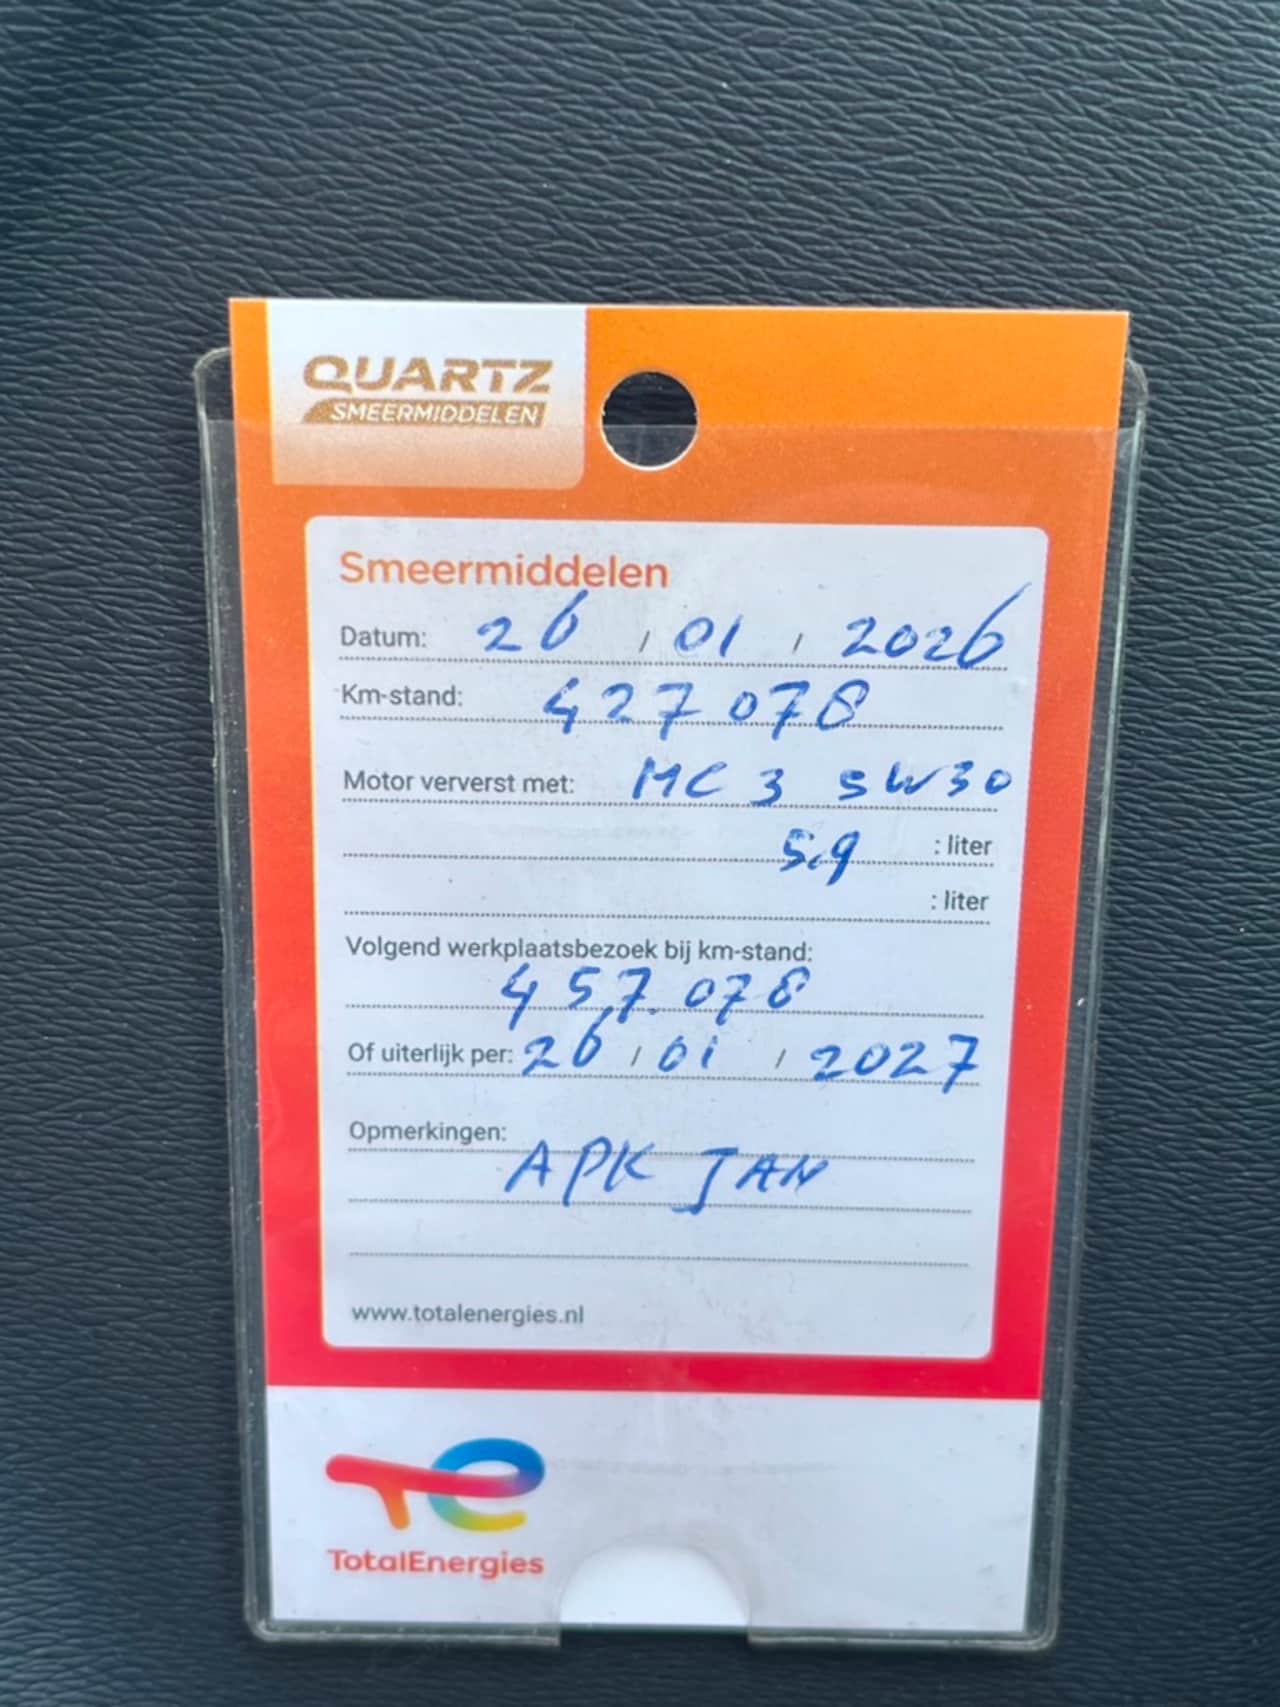 QUARTZ
SMEERMIDDELEN
Smeermiddelen
Datum: 26 / 01 / 2026
Km-stand: 427078
Motor ververst met: MC 3 5W30
5.9 : liter
: liter
Volgend werkplaatsbezoek bij km-stand:
457.078
Of uiterlijk per: 26 / 01 / 2027
Opmerkingen:
APK JAN
www.totalenergies.nl
TotalEnergies